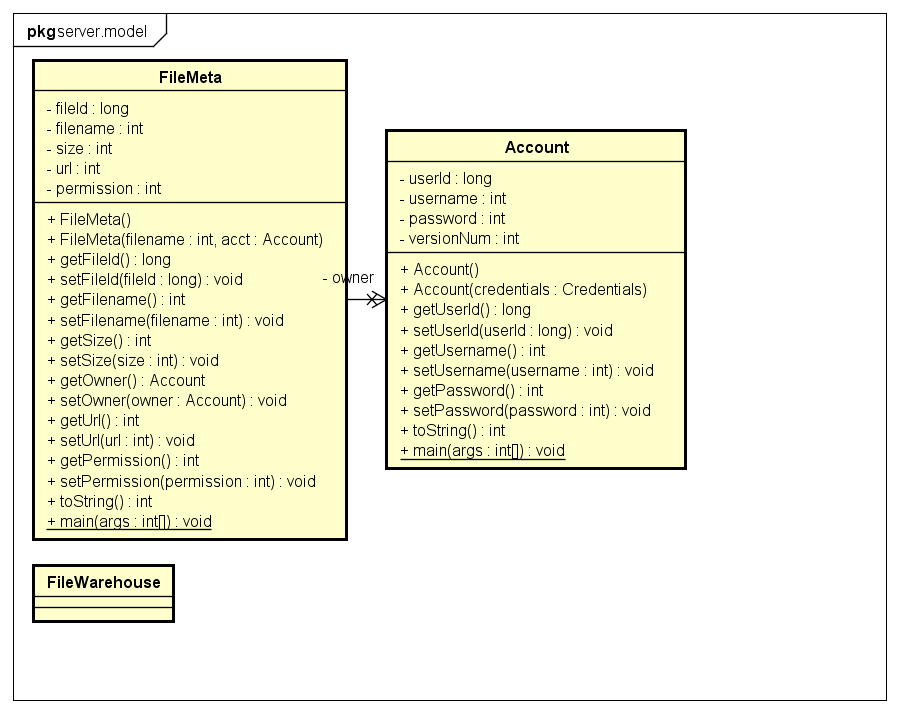 pkg server.model
FileMeta
- fileId : long
- filename : int
- size : int
- url : int
- permission : int
+ FileMeta()
+ FileMeta(filename : int, acct : Account)
+ getFileId() : long
+ setFileId(fileId : long) : void
+ getFilename() : int
+ setFilename(filename : int) : void
+ getSize() : int
+ setSize(size : int) : void
+ getOwner() : Account
+ setOwner(owner : Account) : void
+ getUrl() : int
+ setUrl(url : int) : void
+ getPermission() : int
+ setPermission(permission : int) : void
+ toString() : int
+ main(args : int[]) : void
- owner
Account
- userId : long
- username : int
- password : int
- versionNum : int
+ Account()
+ Account(credentials : Credentials)
+ getUserId() : long
+ setUserId(userId : long) : void
+ getUsername() : int
+ setUsername(username : int) : void
+ getPassword() : int
+ setPassword(password : int) : void
+ toString() : int
+ main(args : int[]) : void
FileWarehouse